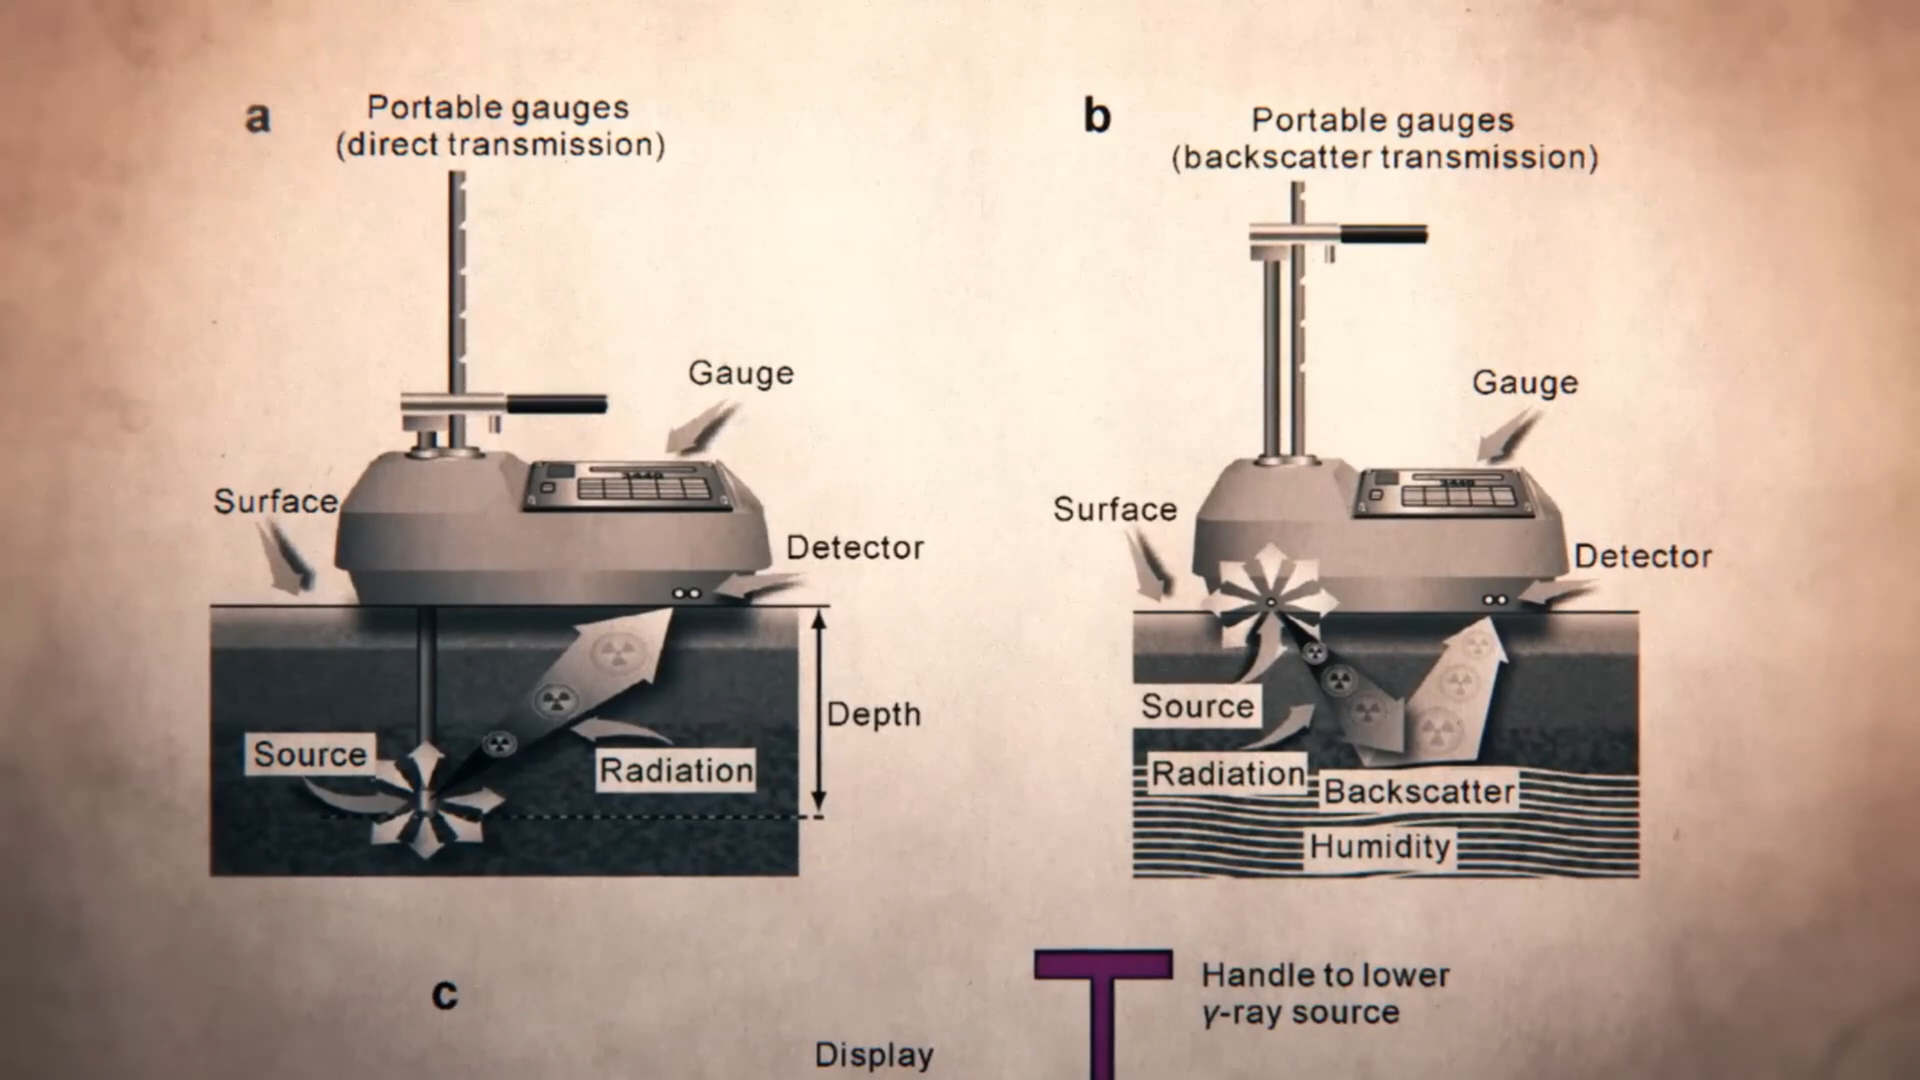 a
Portable gauges
(direct transmission)
Gauge
Surface
Detector
Depth
Source
Radiation
b
Portable gauges
(backscatter transmission)
Gauge
Surface
Detector
Source
Radiation
Backscatter
Humidity
c
Handle to lower
γ-ray source
Display